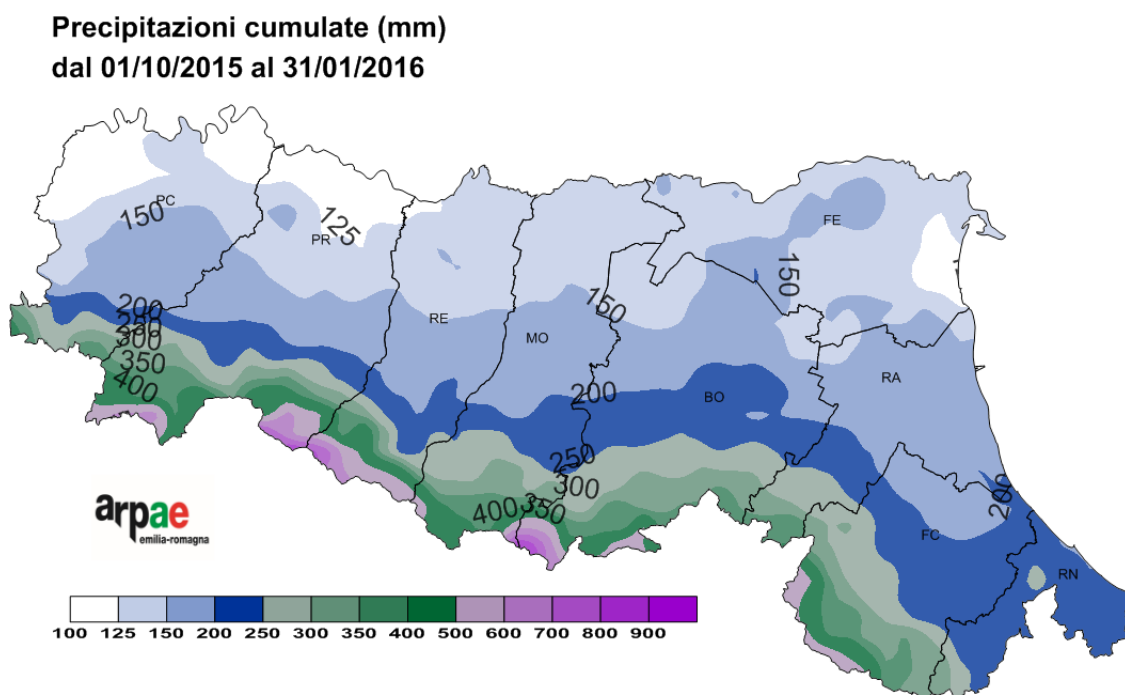 Precipitazioni cumulate (mm)
dal 01/10/2015 al 31/01/2016
PC
150
125
PR
FE
150
150
200
250
300
350
400
RE
MO
200
BO
RA
250
300
350
400
200
FC
RN
arpae
emilia-romagna
100 125 150 200 250 300 350 400 500 600 700 800 900